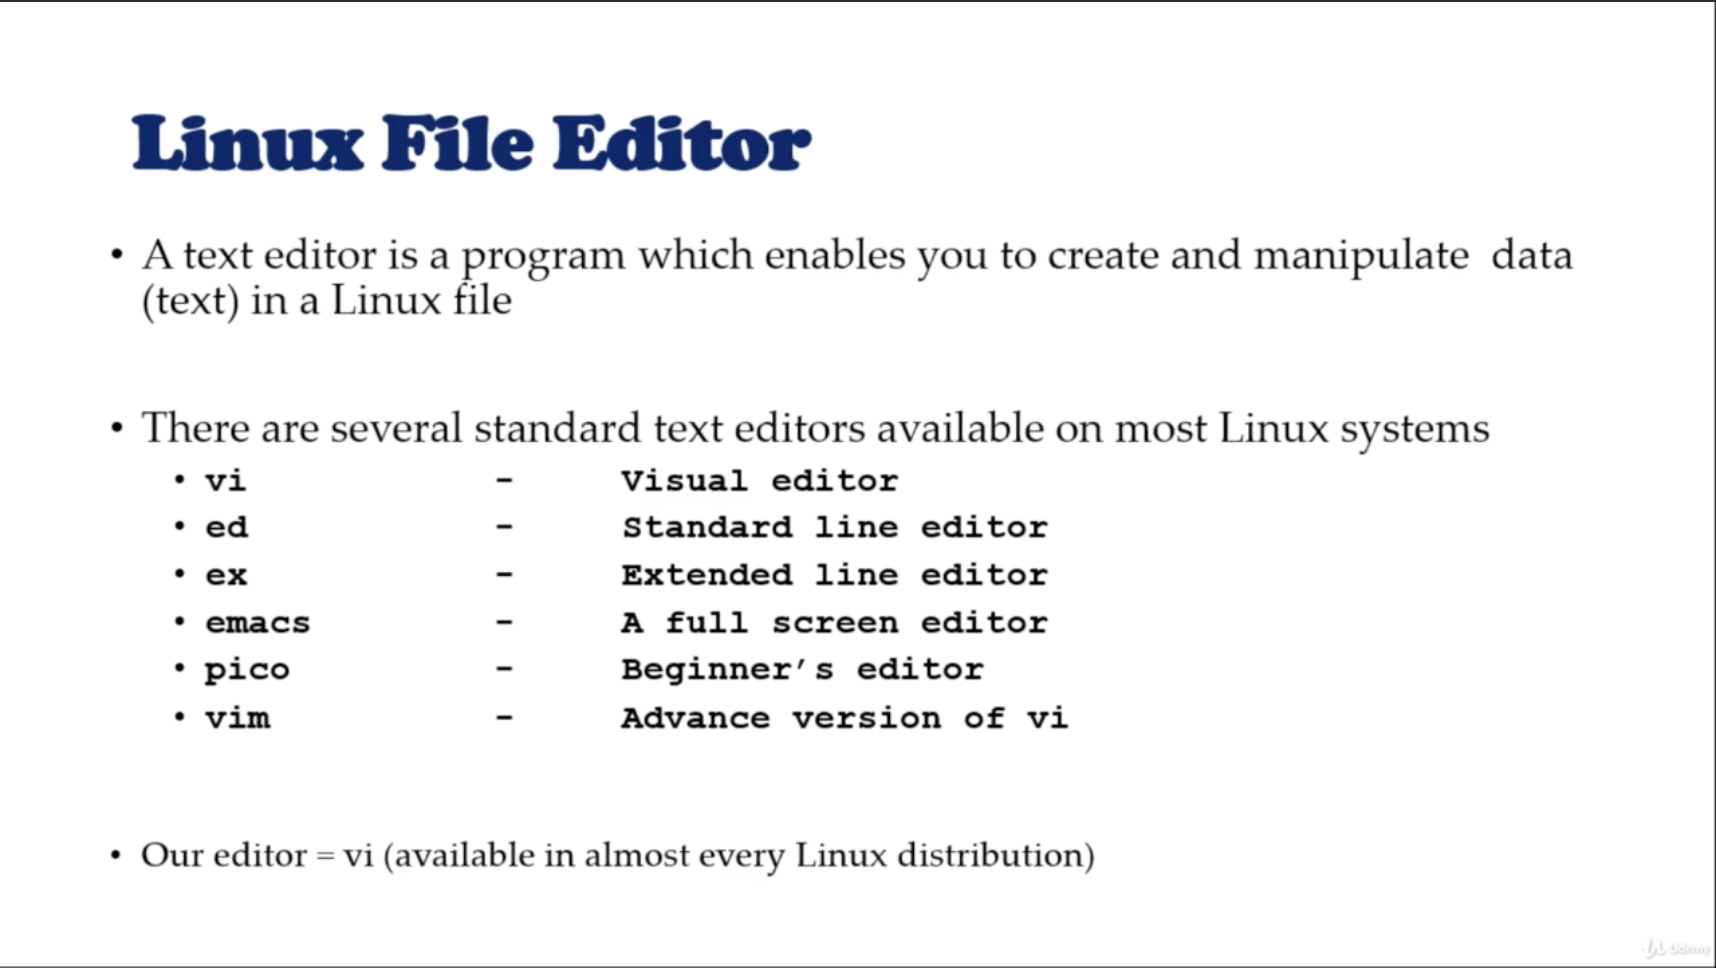 Linux File Editor
• A text editor is a program which enables you to create and manipulate data
(text) in a Linux file
• There are several standard text editors available on most Linux systems
• vi - Visual editor
• ed - Standard line editor
• ex - Extended line editor
• emacs - A full screen editor
• pico - Beginner’s editor
• vim - Advance version of vi
• Our editor = vi (available in almost every Linux distribution)
Udemy